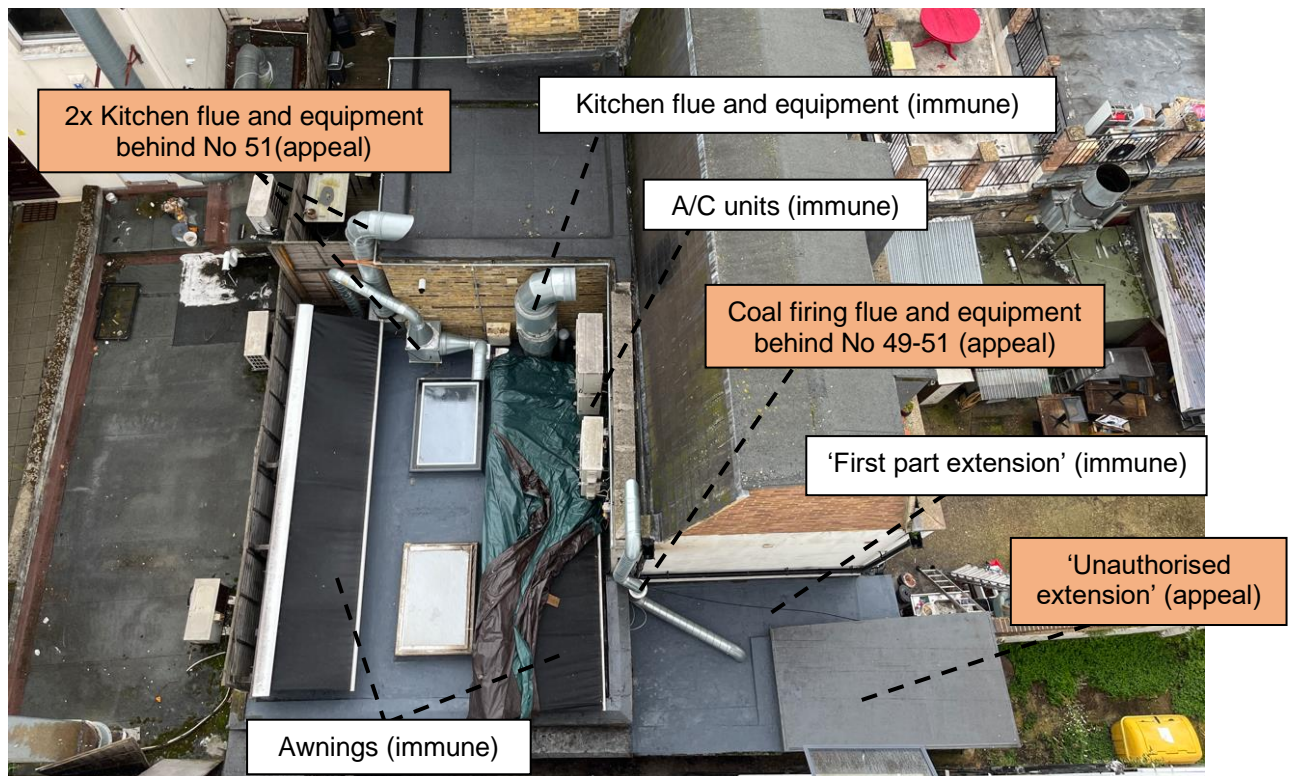 2x Kitchen flue and equipment
behind No 51(appeal)
Kitchen flue and equipment (immune)
A/C units (immune)
Coal firing flue and equipment
behind No 49-51 (appeal)
‘First part extension’ (immune)
‘Unauthorised
extension’ (appeal)
Awnings (immune)